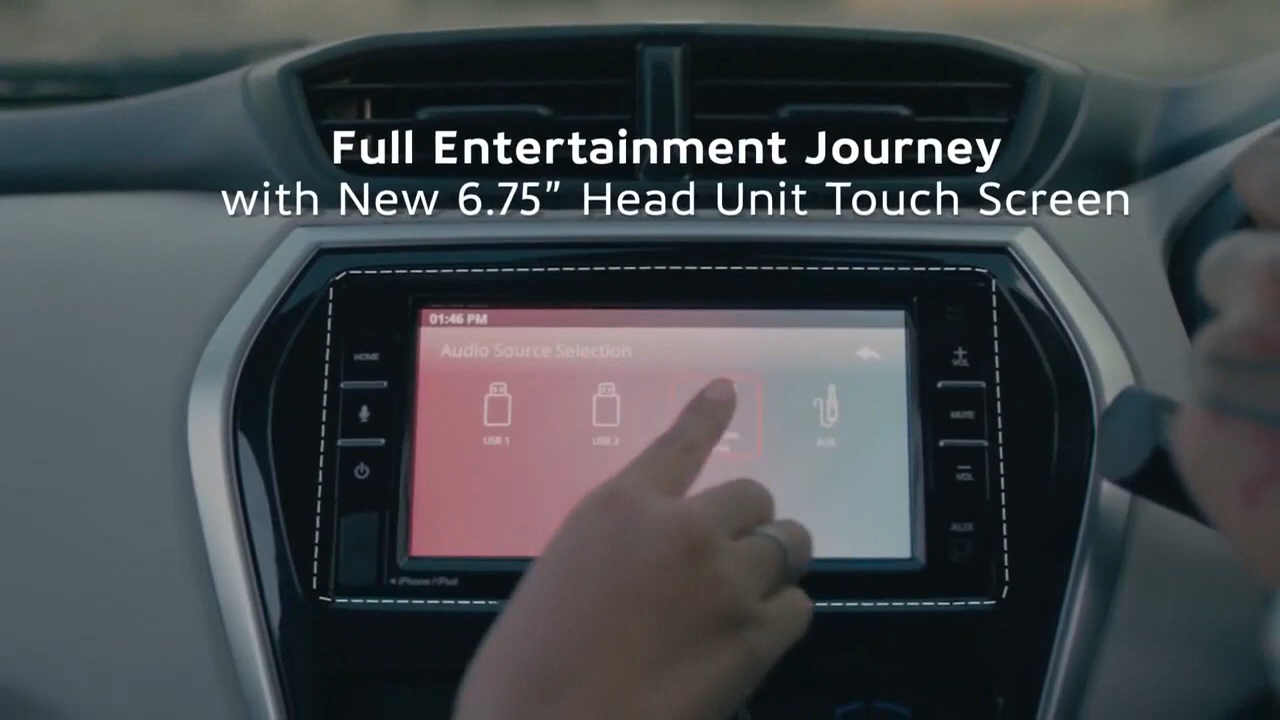 Full Entertainment Journey
with New 6.75” Head Unit Touch Screen
01:46 PM
Audio Source Selection
HOME
USB 1
USB 2
AUX
VOL
MUTE
VOL
AUX
iPhone/iPod